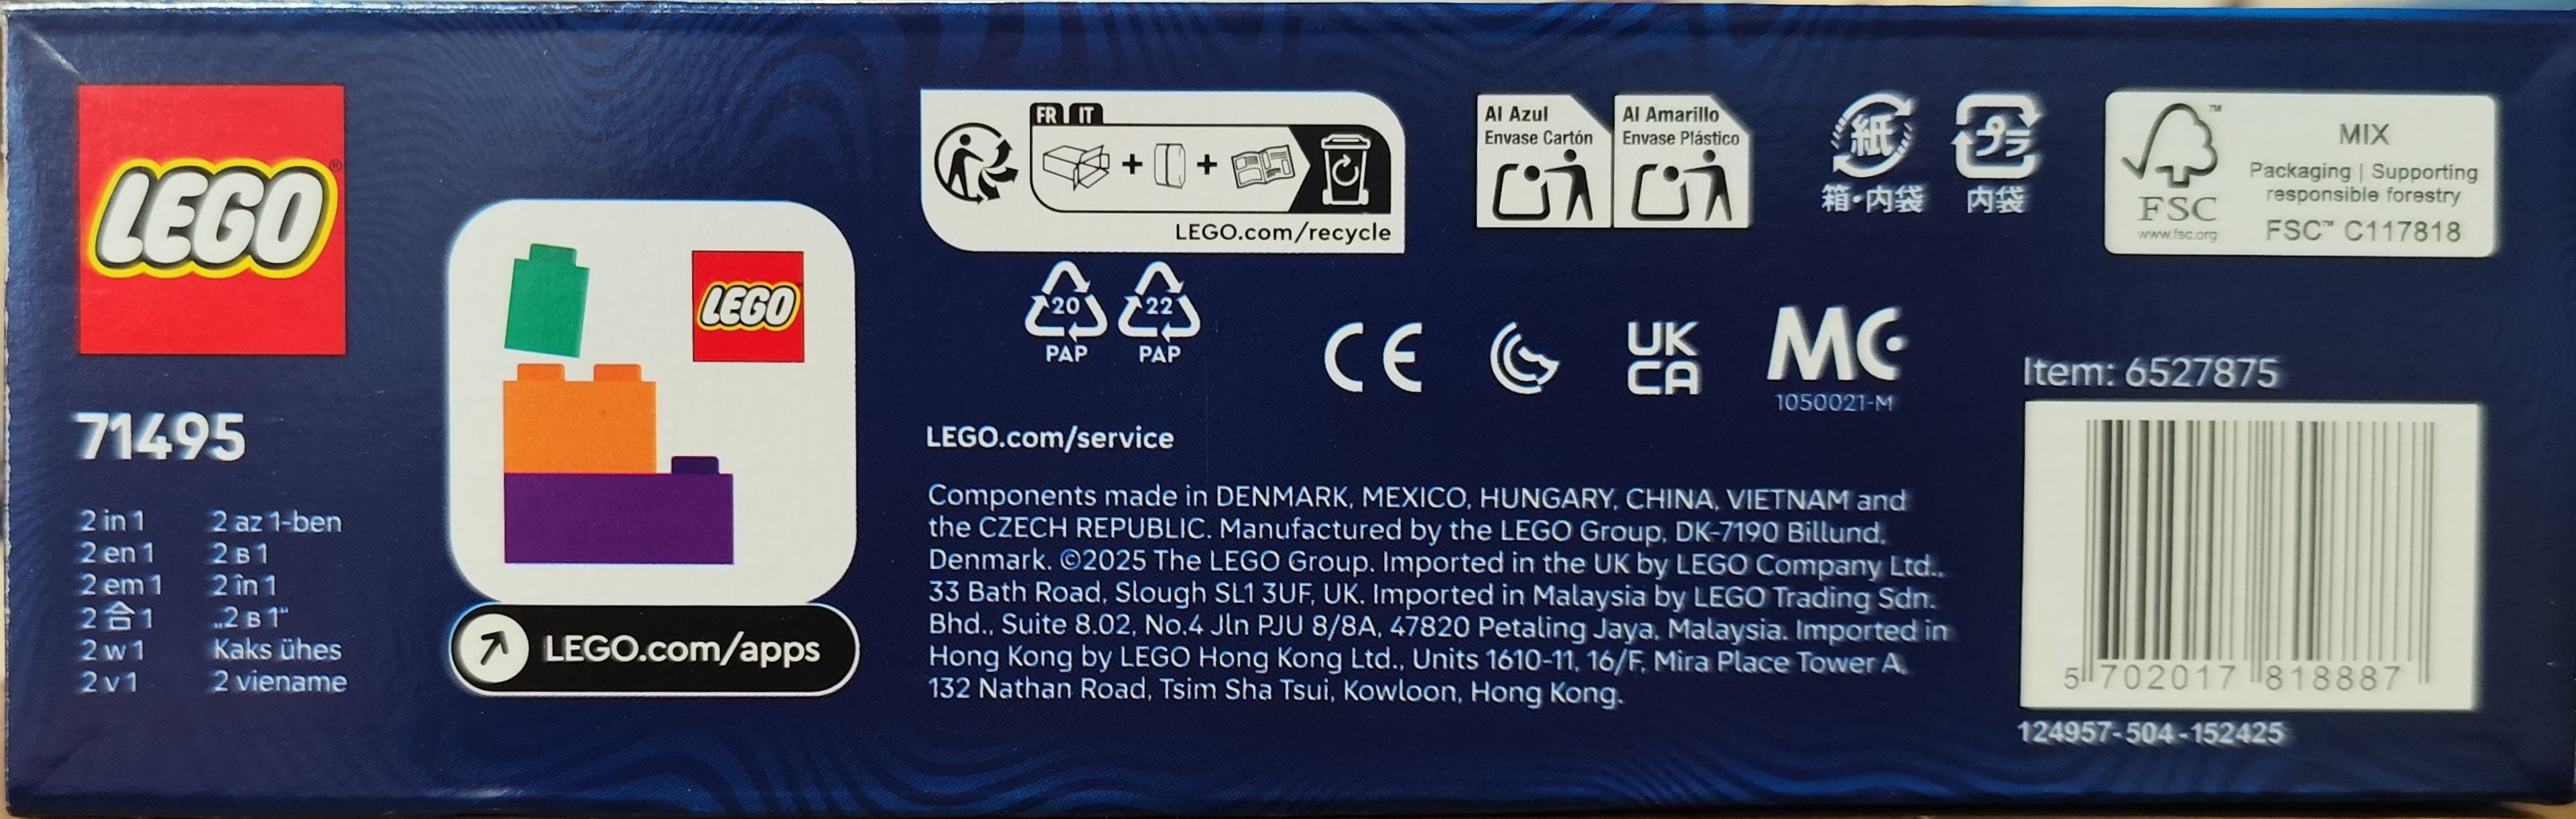 LEGO®
71495
2 in 1
2 en 1
2 em 1
2 合 1
2 w 1
2 v 1
2 az 1-ben
2 в 1
2 în 1
„2 в 1“
Kaks ühes
2 viename
LEGO
LEGO.com/apps
FR IT
+ +
LEGO.com/recycle
20 22
PAP PAP
Al Azul
Envase Cartón
Al Amarillo
Envase Plástico
紙 プラ
箱・内袋 内袋
FSC
www.fsc.org
™
MIX
Packaging | Supporting
responsible forestry
FSC™ C117818
CE
UK
CA
MC
1050021-M
LEGO.com/service
Components made in DENMARK, MEXICO, HUNGARY, CHINA, VIETNAM and
the CZECH REPUBLIC. Manufactured by the LEGO Group, DK-7190 Billund,
Denmark. ©2025 The LEGO Group. Imported in the UK by LEGO Company Ltd.,
33 Bath Road, Slough SL1 3UF, UK. Imported in Malaysia by LEGO Trading Sdn.
Bhd., Suite 8.02, No.4 Jln PJU 8/8A, 47820 Petaling Jaya, Malaysia. Imported in
Hong Kong by LEGO Hong Kong Ltd., Units 1610-11, 16/F, Mira Place Tower A,
132 Nathan Road, Tsim Sha Tsui, Kowloon, Hong Kong.
Item: 6527875
5 702017 818887
124957-504-152425